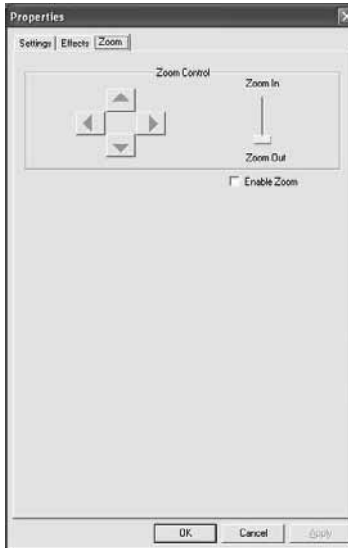 Properties
Settings Effects Zoom
Zoom Control
Zoom In
Zoom Out
Enable Zoom
OK Cancel Apply